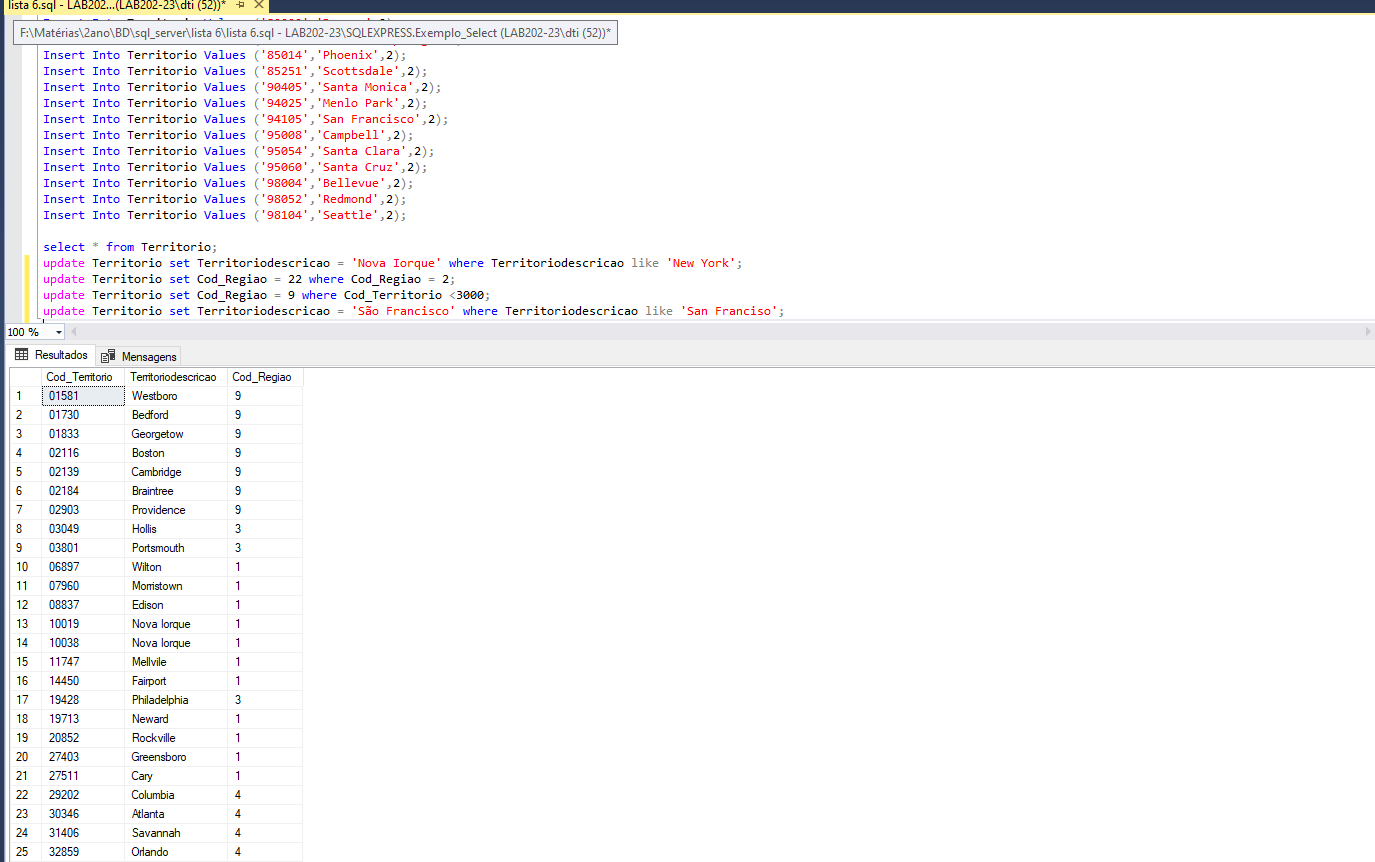 lista 6.sql - LAB202...(LAB202-23\dti (52))*
F:\Matérias\2ano\BD\sql_server\lista 6\lista 6.sql - LAB202-23\SQLEXPRESS.Exemplo_Select (LAB202-23\dti (52))*
Insert Into Territorio Values ('85014','Phoenix',2);
Insert Into Territorio Values ('85251','Scottsdale',2);
Insert Into Territorio Values ('90405','Santa Monica',2);
Insert Into Territorio Values ('94025','Menlo Park',2);
Insert Into Territorio Values ('94105','San Francisco',2);
Insert Into Territorio Values ('95008','Campbell',2);
Insert Into Territorio Values ('95054','Santa Clara',2);
Insert Into Territorio Values ('95060','Santa Cruz',2);
Insert Into Territorio Values ('98004','Bellevue',2);
Insert Into Territorio Values ('98052','Redmond',2);
Insert Into Territorio Values ('98104','Seattle',2);
select * from Territorio;
update Territorio set Territoriodescricao = 'Nova Iorque' where Territoriodescricao like 'New York';
update Territorio set Cod_Regiao = 22 where Cod_Regiao = 2;
update Territorio set Cod_Regiao = 9 where Cod_Territorio <3000;
update Territorio set Territoriodescricao = 'São Francisco' where Territoriodescricao like 'San Franciso';
100 %
Resultados Mensagens
Cod_Territorio Territoriodescricao Cod_Regiao
1 01581 Westboro 9
2 01730 Bedford 9
3 01833 Georgetow 9
4 02116 Boston 9
5 02139 Cambridge 9
6 02184 Braintree 9
7 02903 Providence 9
8 03049 Hollis 3
9 03801 Portsmouth 3
10 06897 Wilton 1
11 07960 Morristown 1
12 08837 Edison 1
13 10019 Nova Iorque 1
14 10038 Nova Iorque 1
15 11747 Mellvile 1
16 14450 Fairport 1
17 19428 Philadelphia 3
18 19713 Neward 1
19 20852 Rockville 1
20 27403 Greensboro 1
21 27511 Cary 1
22 29202 Columbia 4
23 30346 Atlanta 4
24 31406 Savannah 4
25 32859 Orlando 4